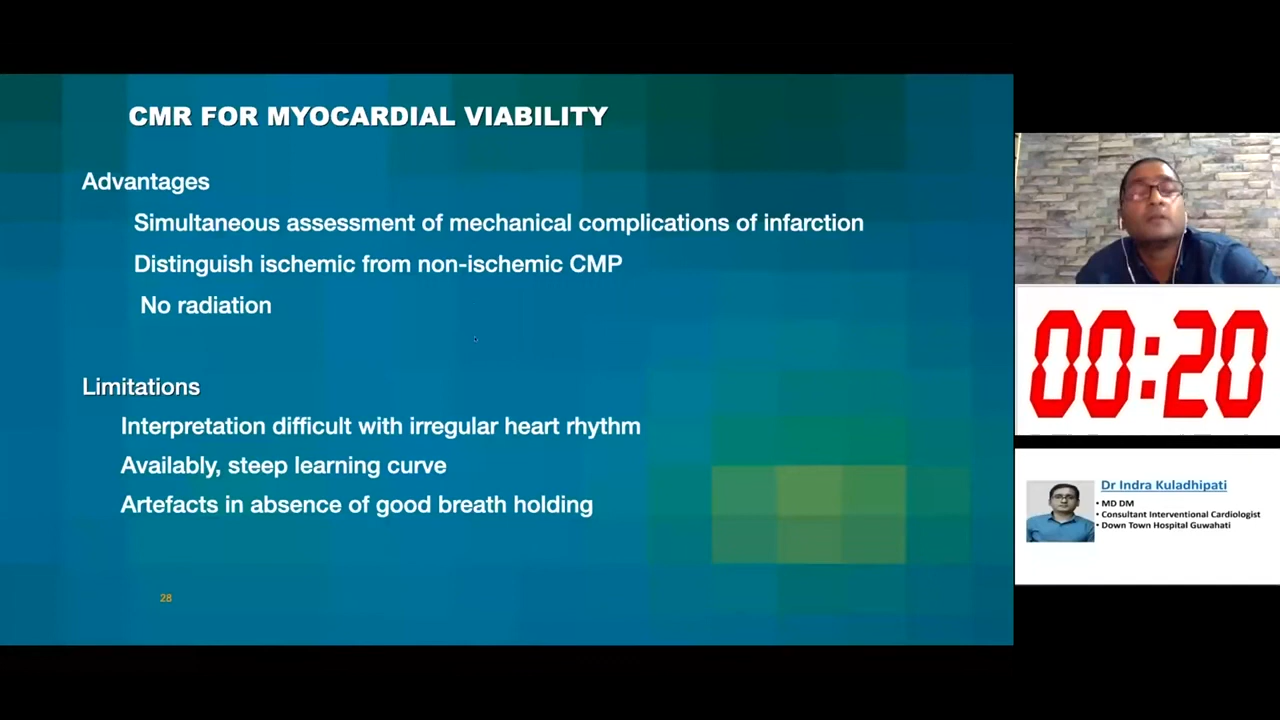 CMR FOR MYOCARDIAL VIABILITY
Advantages
Simultaneous assessment of mechanical complications of infarction
Distinguish ischemic from non-ischemic CMP
No radiation
Limitations
Interpretation difficult with irregular heart rhythm
Availably, steep learning curve
Artefacts in absence of good breath holding
28
00:20
Dr Indra Kuladhipati
• MD DM
• Consultant Interventional Cardiologist
• Down Town Hospital Guwahati